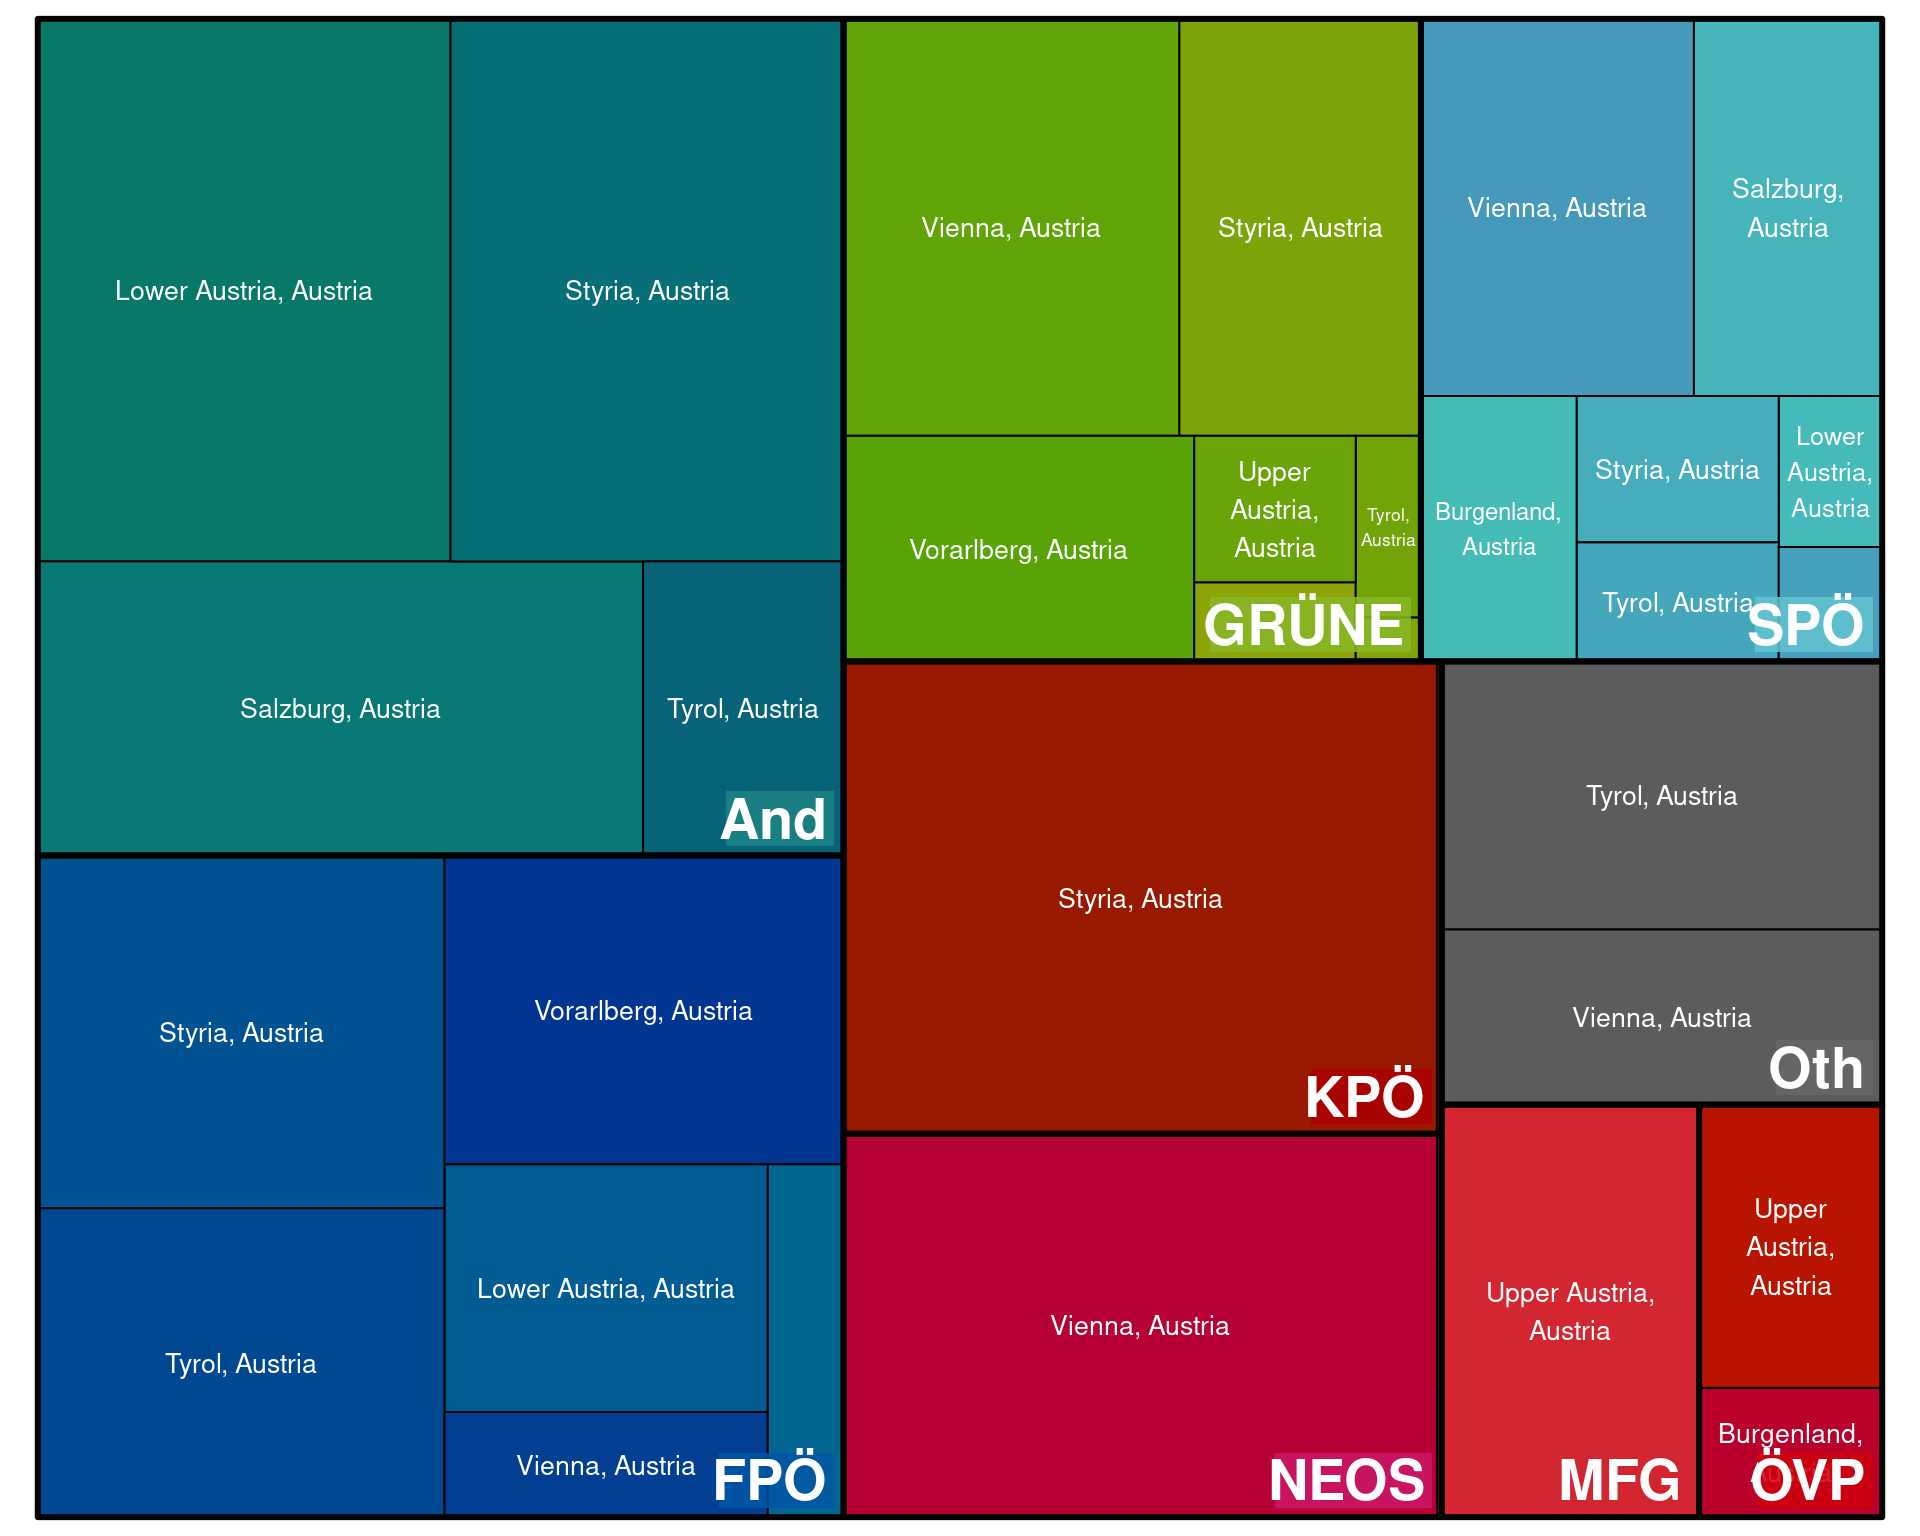 Lower Austria, Austria
Styria, Austria
Salzburg, Austria
Tyrol, Austria
And
Styria, Austria
Vorarlberg, Austria
Tyrol, Austria
Lower Austria, Austria
Vienna, Austria
FPÖ
Vienna, Austria
Styria, Austria
Vorarlberg, Austria
Upper
Austria,
Austria
Tyrol,
Austria
GRÜNE
Vienna, Austria
Salzburg,
Austria
Burgenland,
Austria
Styria, Austria
Lower
Austria,
Austria
Tyrol, Austria
SPÖ
Styria, Austria
KPÖ
Tyrol, Austria
Vienna, Austria
Oth
Vienna, Austria
NEOS
Upper Austria,
Austria
MFG
Upper
Austria,
Austria
Burgenland,
ÖVP